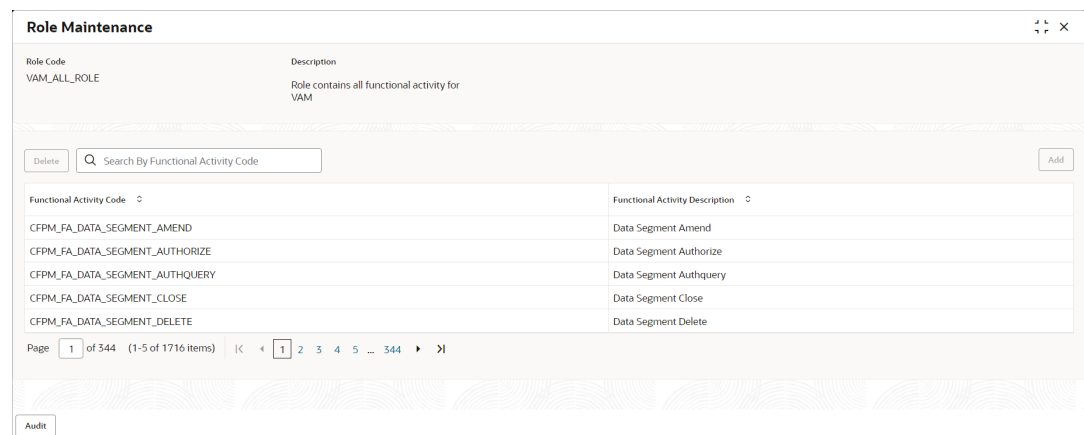 Role Maintenance
Role Code
VAM_ALL_ROLE
Description
Role contains all functional activity for
VAM
Delete
Search By Functional Activity Code
Add
Functional Activity Code
Functional Activity Description
CFPM_FA_DATA_SEGMENT_AMEND
Data Segment Amend
CFPM_FA_DATA_SEGMENT_AUTHORIZE
Data Segment Authorize
CFPM_FA_DATA_SEGMENT_AUTHQUERY
Data Segment Authquery
CFPM_FA_DATA_SEGMENT_CLOSE
Data Segment Close
CFPM_FA_DATA_SEGMENT_DELETE
Data Segment Delete
Page 1 of 344 (1-5 of 1716 items) 1 2 3 4 5 ... 344
Audit